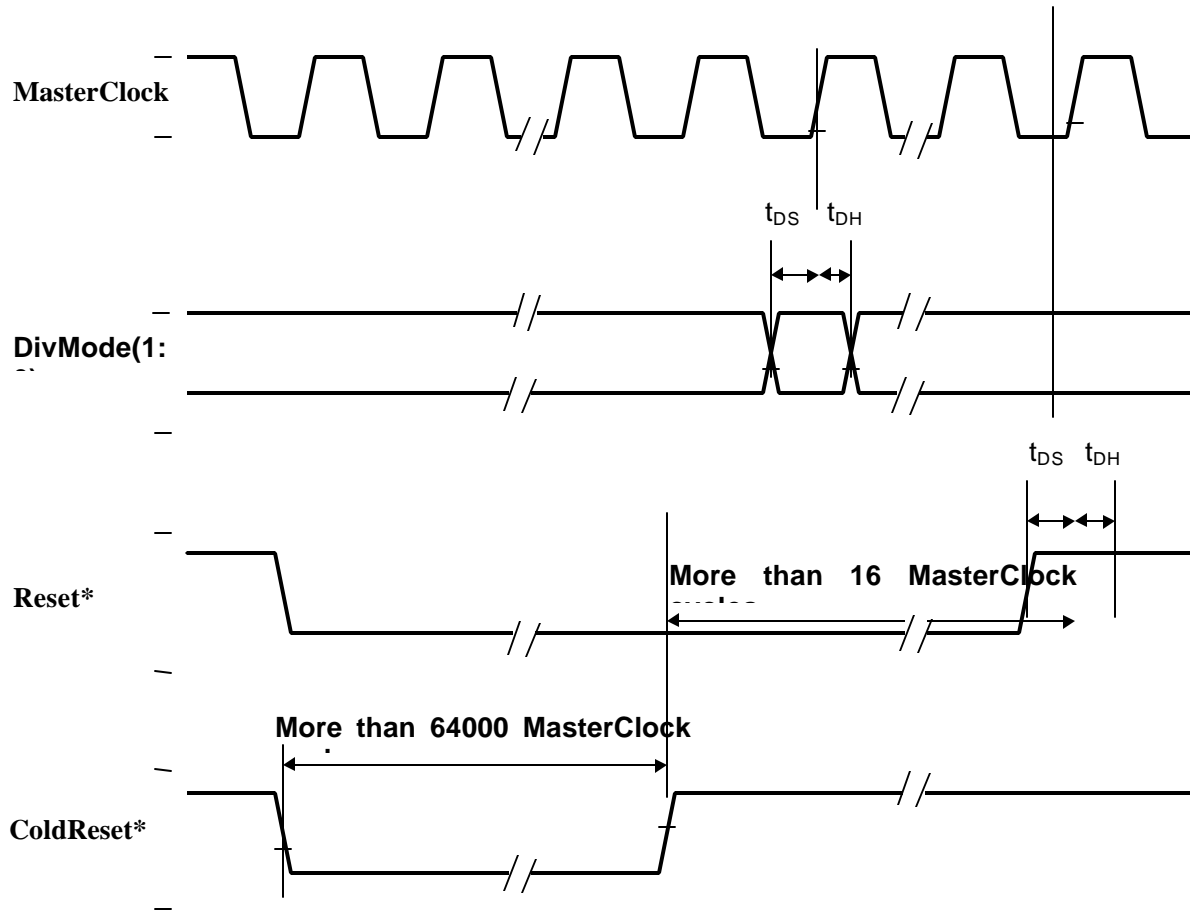 MasterClock
tDS tDH
DivMode(1:
tDS tDH
More than 16 MasterClock
Reset*
More than 64000 MasterClock
ColdReset*